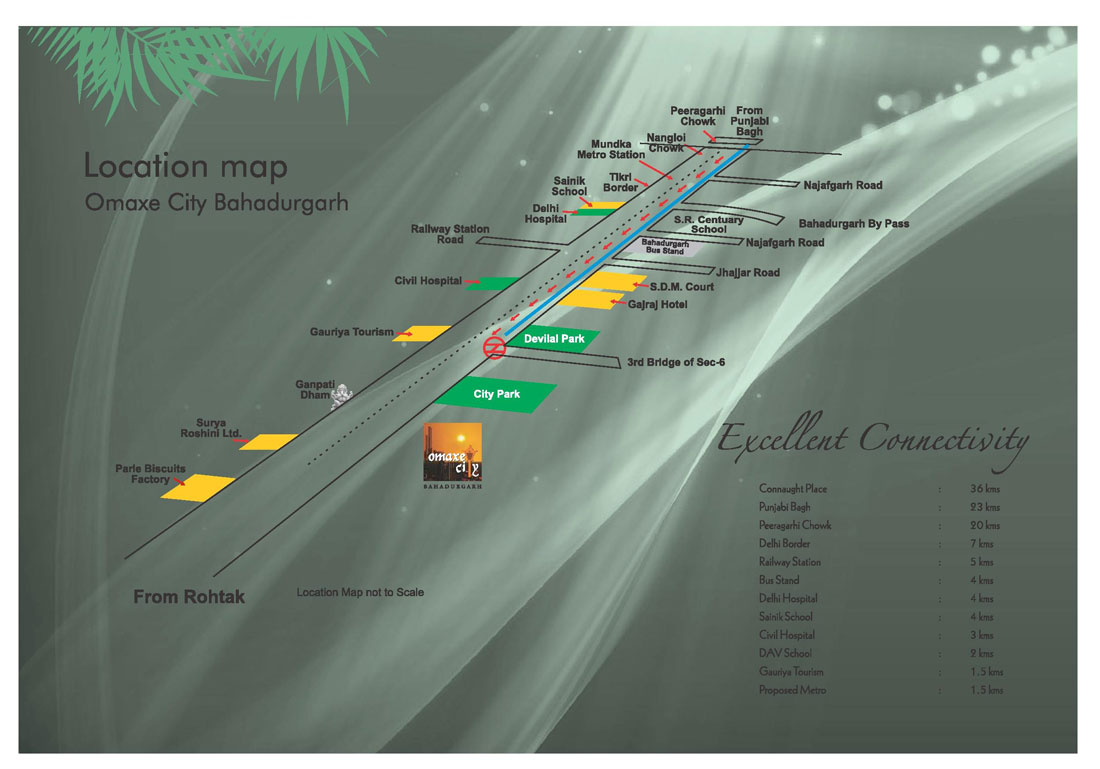 Location map
Omaxe City Bahadurgarh
Peeragarhi
Chowk
From
Punjabi
Bagh
Nangloi
Chowk
Mundka
Metro Station
Tikri
Border
Sainik
School
Delhi
Hospital
Railway Station
Road
Civil Hospital
Gauriya Tourism
Ganpati
Dham
Surya
Roshini Ltd.
Parle Biscuits
Factory
Najafgarh Road
Bahadurgarh By Pass
S.R. Centuary
School
Najafgarh Road
Bahadurgarh
Bus Stand
Jhajjar Road
S.D.M. Court
Gajraj Hotel
Devilal Park
3rd Bridge of Sec-6
City Park
omaxe
city
BAHADURGARH
From Rohtak
Location Map not to Scale
Excellent Connectivity
Connaught Place : 36 kms
Punjabi Bagh : 23 kms
Peeragarhi Chowk : 20 kms
Delhi Border : 7 kms
Railway Station : 5 kms
Bus Stand : 4 kms
Delhi Hospital : 4 kms
Sainik School : 4 kms
Civil Hospital : 3 kms
DAV School : 2 kms
Gauriya Tourism : 1.5 kms
Proposed Metro : 1.5 kms